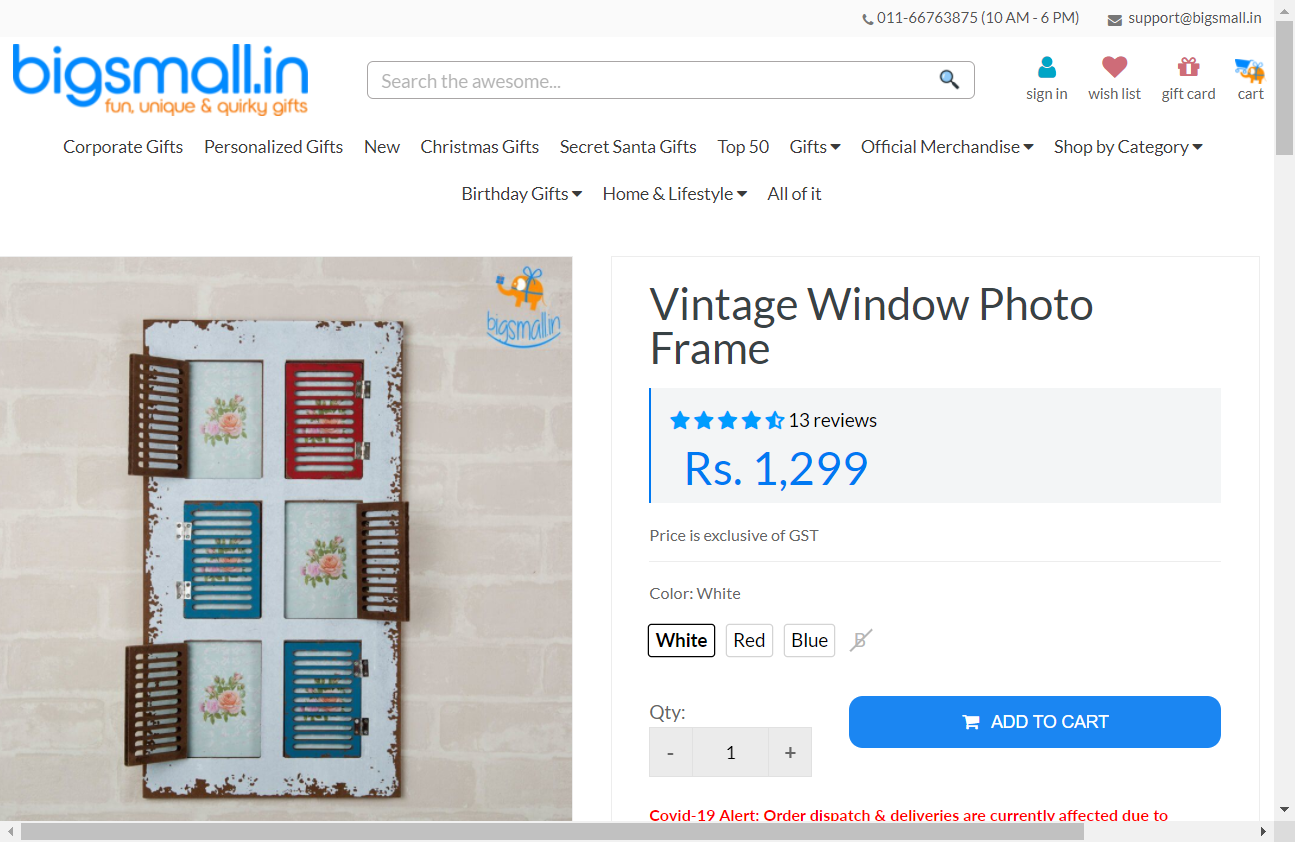 011-66763875 (10 AM - 6 PM) support@bigsmall.in
bigsmall.in
fun, unique & quirky gifts
Search the awesome...
sign in wish list gift card cart
Corporate Gifts Personalized Gifts New Christmas Gifts Secret Santa Gifts Top 50 Gifts Official Merchandise Shop by Category
Birthday Gifts Home & Lifestyle All of it
bigsmall.in
Vintage Window Photo
Frame
13 reviews
Rs. 1,299
Price is exclusive of GST
Color: White
White Red Blue B
Qty:
- 1 +
ADD TO CART
Covid-19 Alert: Order dispatch & deliveries are currently affected due to